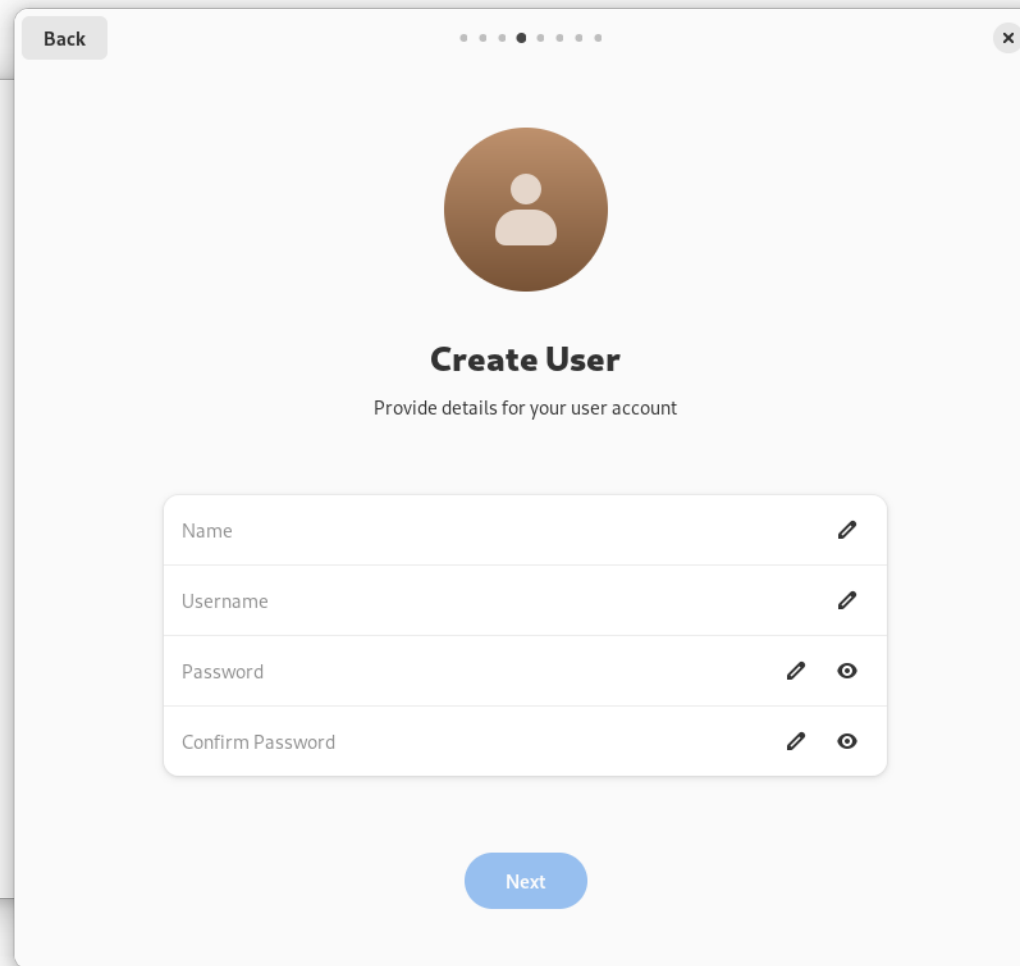 Back
Create User
Provide details for your user account
Name
Username
Password
Confirm Password
Next